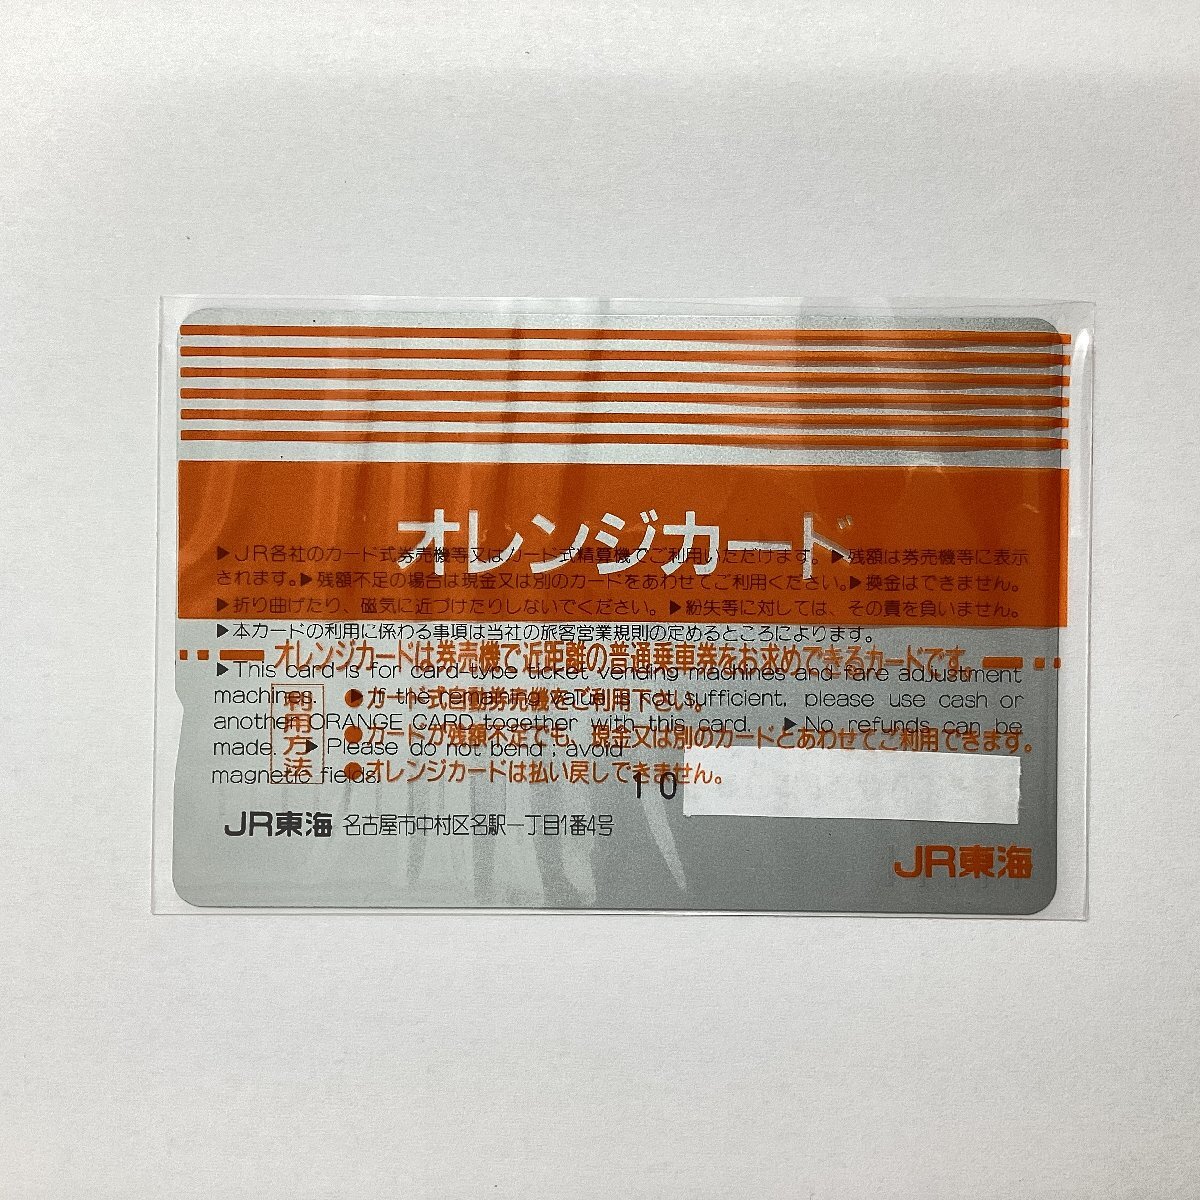 オレンジカード
▶JR各社のカード式券売機等又はカード式精算機でご利用いただけます。▶残額は券売機等に表示
されます。▶残額不足の場合は現金又は別のカードをあわせてご利用ください。▶換金はできません。
▶折り曲げたり、磁気に近づけたりしないでください。▶紛失等に対しては、その責を負いません。
▶本カードの利用に係わる事項は当社の旅客営業規則の定めるところによります。
オレンジカードは券売機で近距離の普通乗車券をお求めできるカードです。
▶This card is for card-type ticket vending machines and fare adjustment
machines. ▶If the remaining value is not sufficient, please use cash or
another ORANGE CARD together with this card. ▶No refunds can be
made. ▶Please do not bend; avoid
magnetic fields.
利用方法
●カード式自動券売機をご利用下さい。
●カードが残額不足でも、現金又は別のカードとあわせてご利用できます。
●オレンジカードは払い戻しできません。
10
JR東海 名古屋市中村区名駅一丁目1番4号
JR東海